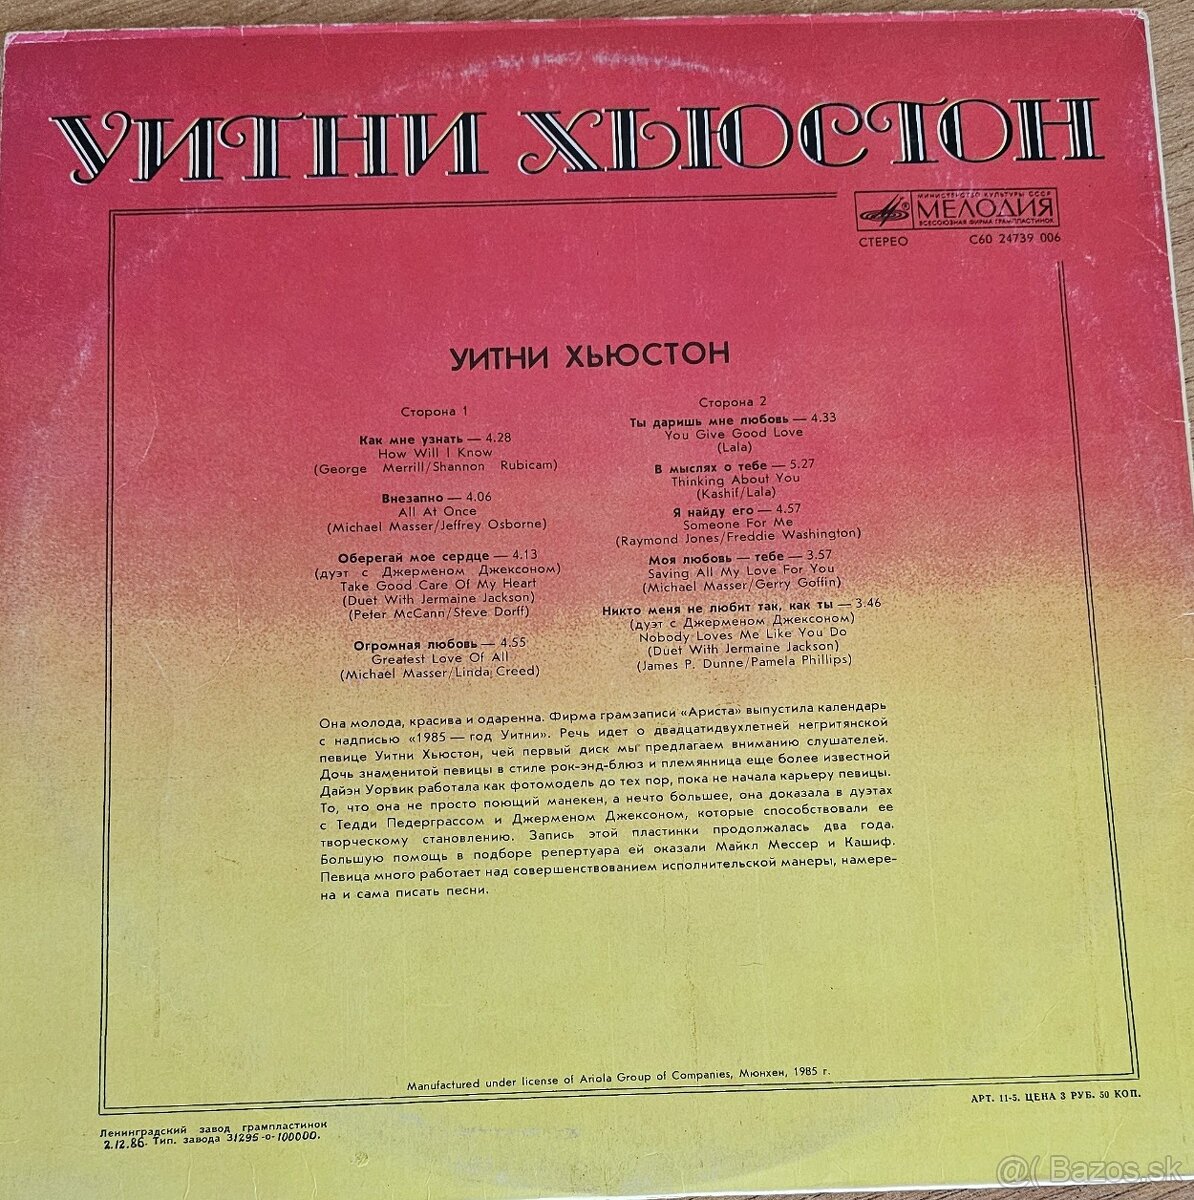 УИТНИ ХЬЮСТОН
МИНИСТЕРСТВО КУЛЬТУРЫ СССР
МЕЛОДИЯ
ВСЕСОЮЗНАЯ ФИРМА ГРАМПЛАСТИНОК
СТЕРЕО С60 24739 006
УИТНИ ХЬЮСТОН
Сторона 1
Как мне узнать — 4.28
How Will I Know
(George Merrill/Shannon Rubicam)
Внезапно — 4.06
All At Once
(Michael Masser/Jeffrey Osborne)
Оберегай мое сердце — 4.13
(дуэт с Джерменом Джексоном)
Take Good Care Of My Heart
(Duet With Jermaine Jackson)
(Peter McCann/Steve Dorff)
Огромная любовь — 4.55
Greatest Love Of All
(Michael Masser/Linda Creed)
Сторона 2
Ты даришь мне любовь — 4.33
You Give Good Love
(Lala)
В мыслях о тебе — 5.27
Thinking About You
(Kashif/Lala)
Я найду его — 4.57
Someone For Me
(Raymond Jones/Freddie Washington)
Моя любовь — тебе — 3.57
Saving All My Love For You
(Michael Masser/Gerry Goffin)
Никто меня не любит так, как ты — 3.46
(дуэт с Джерменом Джексоном)
Nobody Loves Me Like You Do
(Duet With Jermaine Jackson)
(James P. Dunne/Pamela Phillips)
Она молода, красива и одаренна. Фирма грамзаписи «Ариста» выпустила календарь
с надписью «1985 — год Уитни». Речь идет о двадцатидвухлетней негритянской
певице Уитни Хьюстон, чей первый диск мы предлагаем вниманию слушателей.
Дочь знаменитой певицы в стиле рок-энд-блюз и племянница еще более известной
Дайэн Уорвик работала как фотомодель до тех пор, пока не начала карьеру певицы.
То, что она не просто поющий манекен, а нечто большее, она доказала в дуэтах
с Тедди Педерграссом и Джерменом Джексоном, которые способствовали ее
творческому становлению. Запись этой пластинки продолжалась два года.
Большую помощь в подборе репертуара ей оказали Майкл Мессер и Кашиф.
Певица много работает над совершенствованием исполнительской манеры, намере-
на и сама писать песни.
Manufactured under license of Ariola Group of Companies, Мюнхен, 1985 г.
АРТ. 11-5. ЦЕНА 3 РУБ. 50 КОП.
Ленинградский завод грампластинок
2.12.86. Тип. завода 31295-0-100000.
@( Bazos.sk